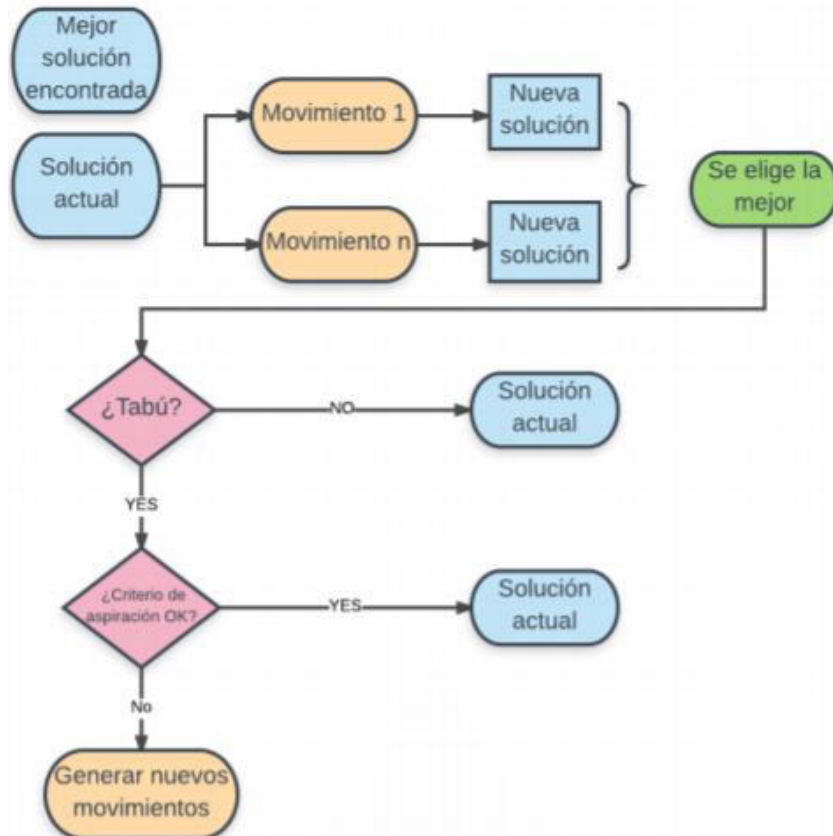 Mejor
solución
encontrada
Solución
actual
Movimiento 1
Nueva
solución
Movimiento n
Nueva
solución
Se elige la
mejor
¿Tabú?
NO
Solución
actual
YES
¿Criterio de
aspiración OK?
YES
Solución
actual
No
Generar nuevos
movimientos